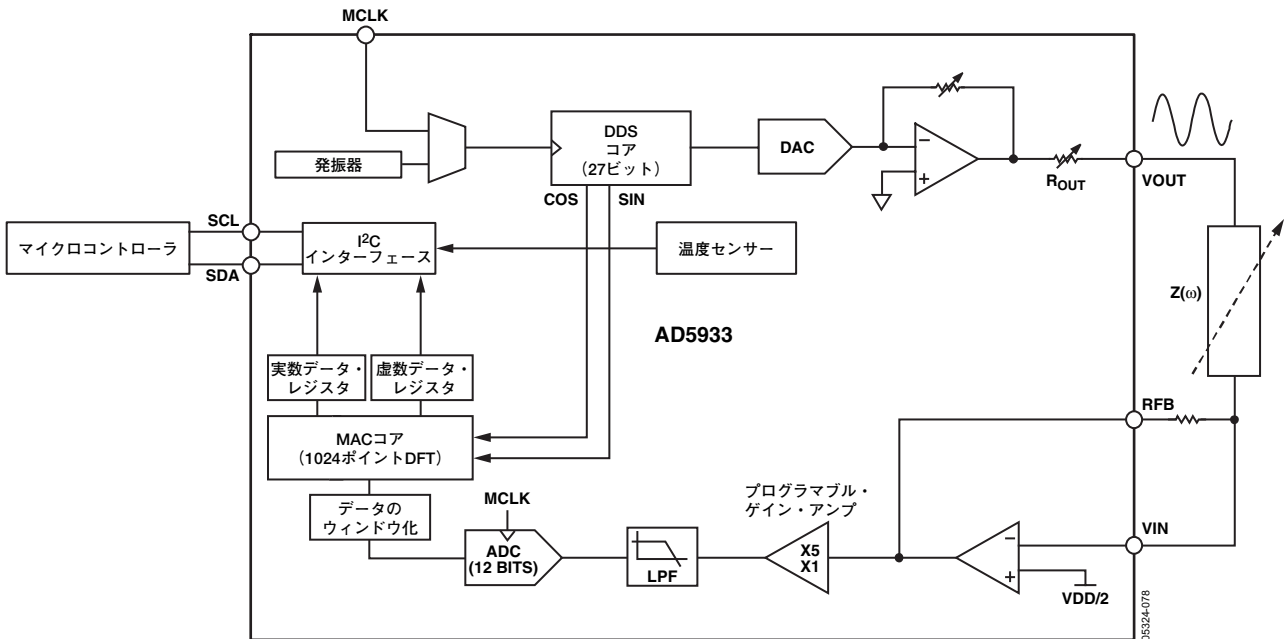 MCLK
発振器
DDS
コア
（27ビット）
COS
SIN
DAC
ROUT
VOUT
マイクロコントローラ
SCL
SDA
I2C
インターフェース
温度センサー
Z(ω)
AD5933
実数データ・
レジスタ
虚数データ・
レジスタ
MACコア
（1024ポイントDFT）
データの
ウィンドウ化
MCLK
ADC
(12 BITS)
LPF
プログラマブル・
ゲイン・アンプ
X5
X1
RFB
VIN
VDD/2
05324-078